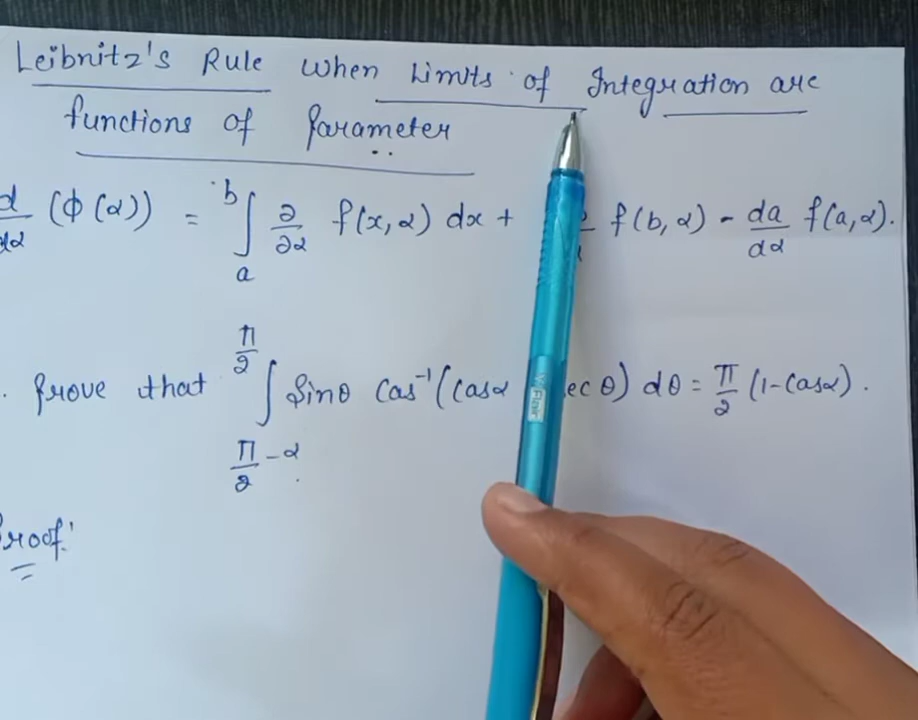 Leibnitz's Rule When Limits of Integration are
functions of Parameter
d/dα (ϕ(α)) = ∫_a^b ∂/∂α f(x,α) dx + f(b,α) - da/dα f(a,α).
. Prove that ∫_{π/2-α}^{π/2} Sinθ Cos⁻¹(Cosα ec θ) dθ = π/2 (1-Cosα).
Proof: